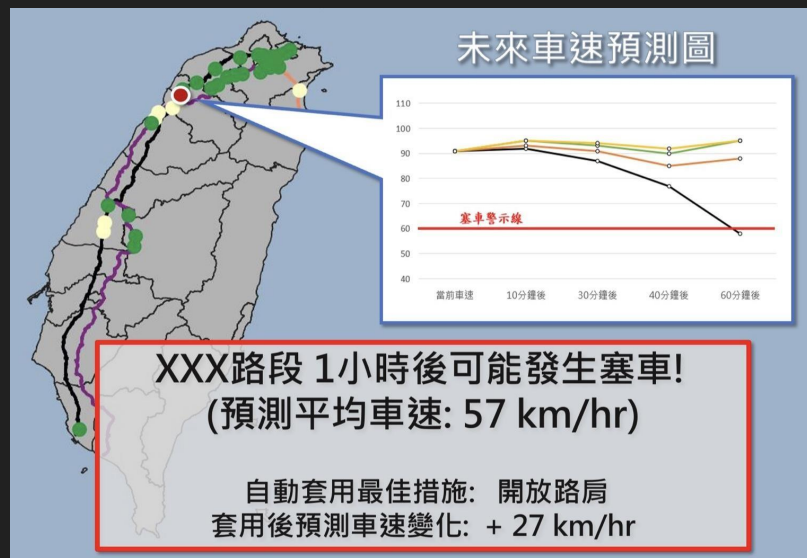 未來車速預測圖
110
100
90
80
70
60
50
40
塞車警示線
當前車速
10分鐘後
30分鐘後
40分鐘後
60分鐘後
XXX路段 1小時後可能發生塞車!
(預測平均車速: 57 km/hr)
自動套用最佳措施: 開放路肩
套用後預測車速變化: + 27 km/hr